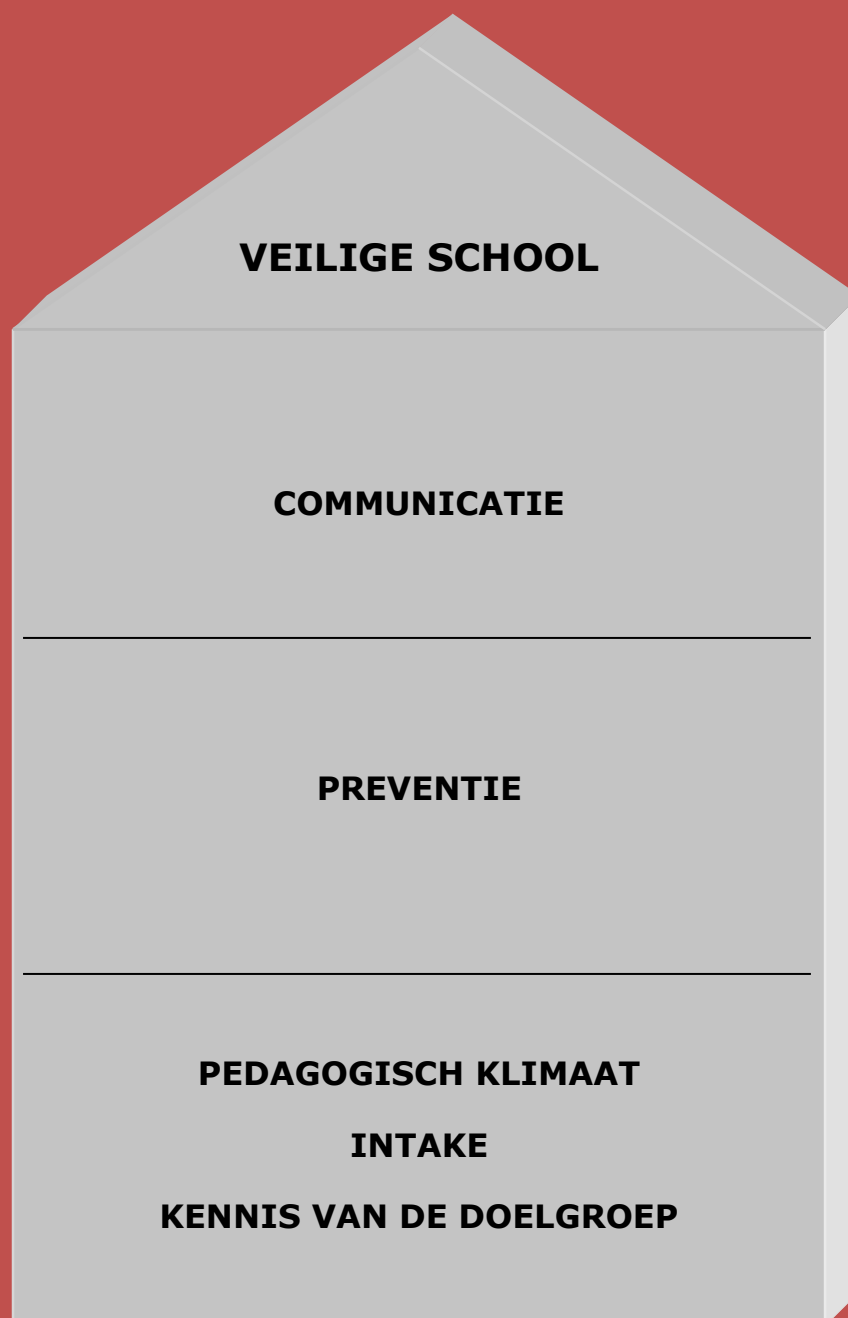 VEILIGE SCHOOL
COMMUNICATIE
PREVENTIE
PEDAGOGISCH KLIMAAT
INTAKE
KENNIS VAN DE DOELGROEP